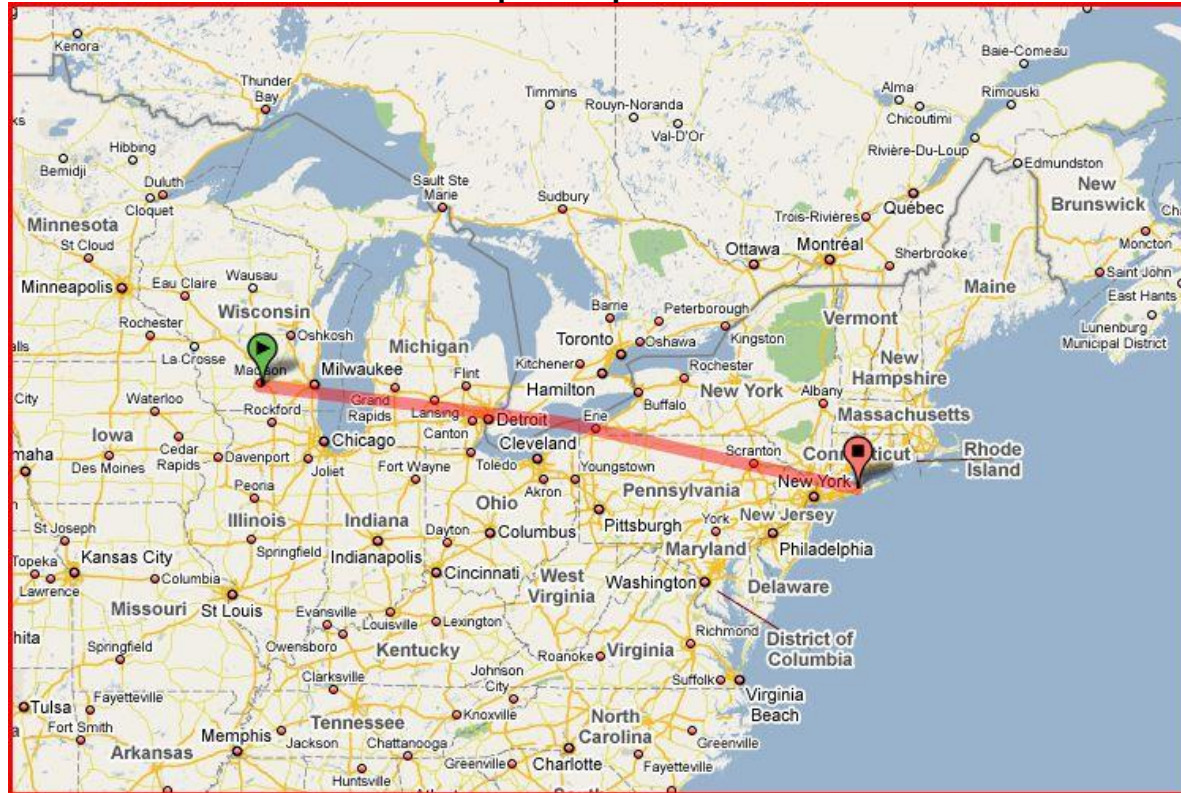 Kenora
Baie-Comeau
Thunder
Bay
Timmins
Rouyn-Noranda
Val-D'Or
Alma
Chicoutimi
Rimouski
Rivière-Du-Loup
Edmundston
Hibbing
Bemidji
Duluth
Cloquet
Sault Ste
Marie
Sudbury
Québec
New
Brunswick
Trois-Rivières
Minnesota
St Cloud
Ottawa
Montréal
Sherbrooke
Moncton
Saint John
Minneapolis
Eau Claire
Wausau
Wisconsin
Maine
East Hants
Barrie
Peterborough
Rochester
Oshkosh
Vermont
Lunenburg
Municipal District
La Crosse
Michigan
Toronto
Oshawa
Kingston
Madison
Milwaukee
Flint
Kitchener
Hamilton
Rochester
New York
New
Hampshire
City
Waterloo
Rockford
Grand
Rapids
Lansing
Detroit
Erie
Buffalo
Albany
Massachusetts
Iowa
Canton
Cedar
Rapids
Chicago
Cleveland
Scranton
Connecticut
Rhode
Island
Des Moines
Davenport
Joliet
Fort Wayne
Toledo
Youngstown
Akron
Pennsylvania
New York
Peoria
Illinois
Indiana
Ohio
Pittsburgh
York
New Jersey
St Joseph
Springfield
Indianapolis
Dayton
Columbus
Maryland
Philadelphia
Kansas City
Topeka
Lawrence
Columbia
Cincinnati
West
Virginia
Washington
Delaware
Missouri
St Louis
Evansville
Louisville
Lexington
Richmond
District of
Columbia
Springfield
Owensboro
Kentucky
Roanoke
Virginia
Clarksville
Johnson
City
Suffolk
Virginia
Beach
Tulsa
Fayetteville
Fort Smith
Tennessee
Knoxville
North
Carolina
Greenville
Arkansas
Memphis
Jackson
Chattanooga
Greenville
Charlotte
Fayetteville
Huntsville